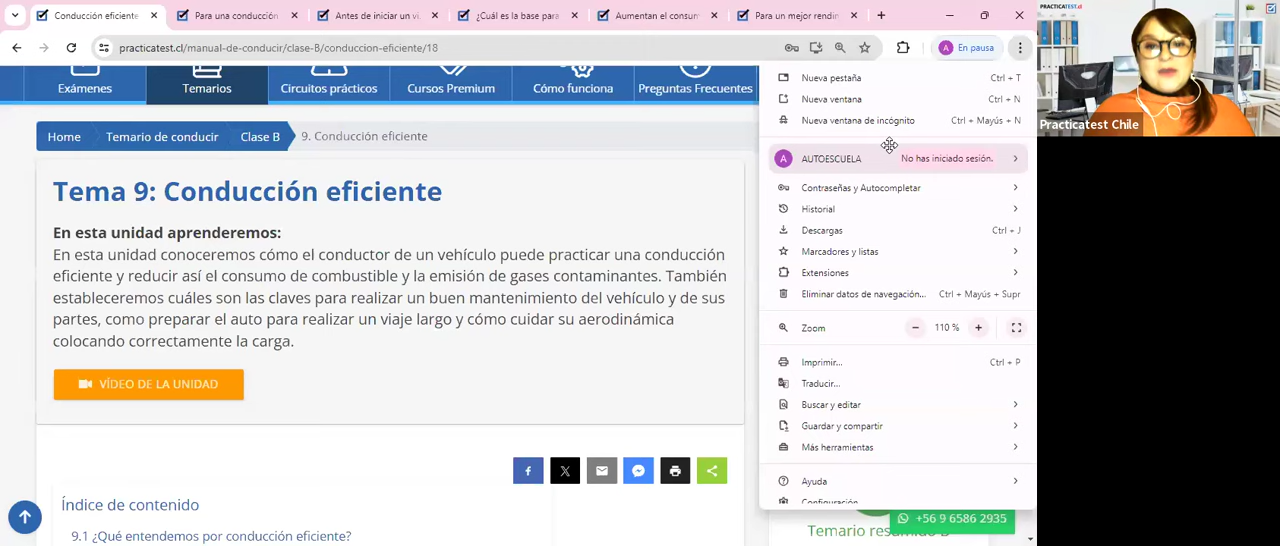 Conducción eficiente
Para una conducción
Antes de iniciar un vi
¿Cuál es la base para
Aumentan el consum
Para un mejor rendin
practicatest.cl/manual-de-conducir/clase-B/conduccion-eficiente/18
A En pausa
PRACTICATEST.cl
Practicatest Chile
Exámenes
Temarios
Circuitos prácticos
Cursos Premium
Cómo funciona
Preguntas Frecuentes
Home
Temario de conducir
Clase B
9. Conducción eficiente
Tema 9: Conducción eficiente
En esta unidad aprenderemos:
En esta unidad conoceremos cómo el conductor de un vehículo puede practicar una conducción
eficiente y reducir así el consumo de combustible y la emisión de gases contaminantes. También
estableceremos cuáles son las claves para realizar un buen mantenimiento del vehículo y de sus
partes, como preparar el auto para realizar un viaje largo y cómo cuidar su aerodinámica
colocando correctamente la carga.
VÍDEO DE LA UNIDAD
Índice de contenido
9.1 ¿Qué entendemos por conducción eficiente?
Nueva pestaña Ctrl + T
Nueva ventana Ctrl + N
Nueva ventana de incógnito Ctrl + Mayús + N
A AUTOESCUELA No has iniciado sesión.
Contraseñas y Autocompletar
Historial
Descargas Ctrl + J
Marcadores y listas
Extensiones
Eliminar datos de navegación... Ctrl + Mayús + Supr
Zoom − 110 % +
Imprimir... Ctrl + P
Traducir...
Buscar y editar
Guardar y compartir
Más herramientas
Ayuda
Configuración
+56 9 6586 2935
Temario resumido B